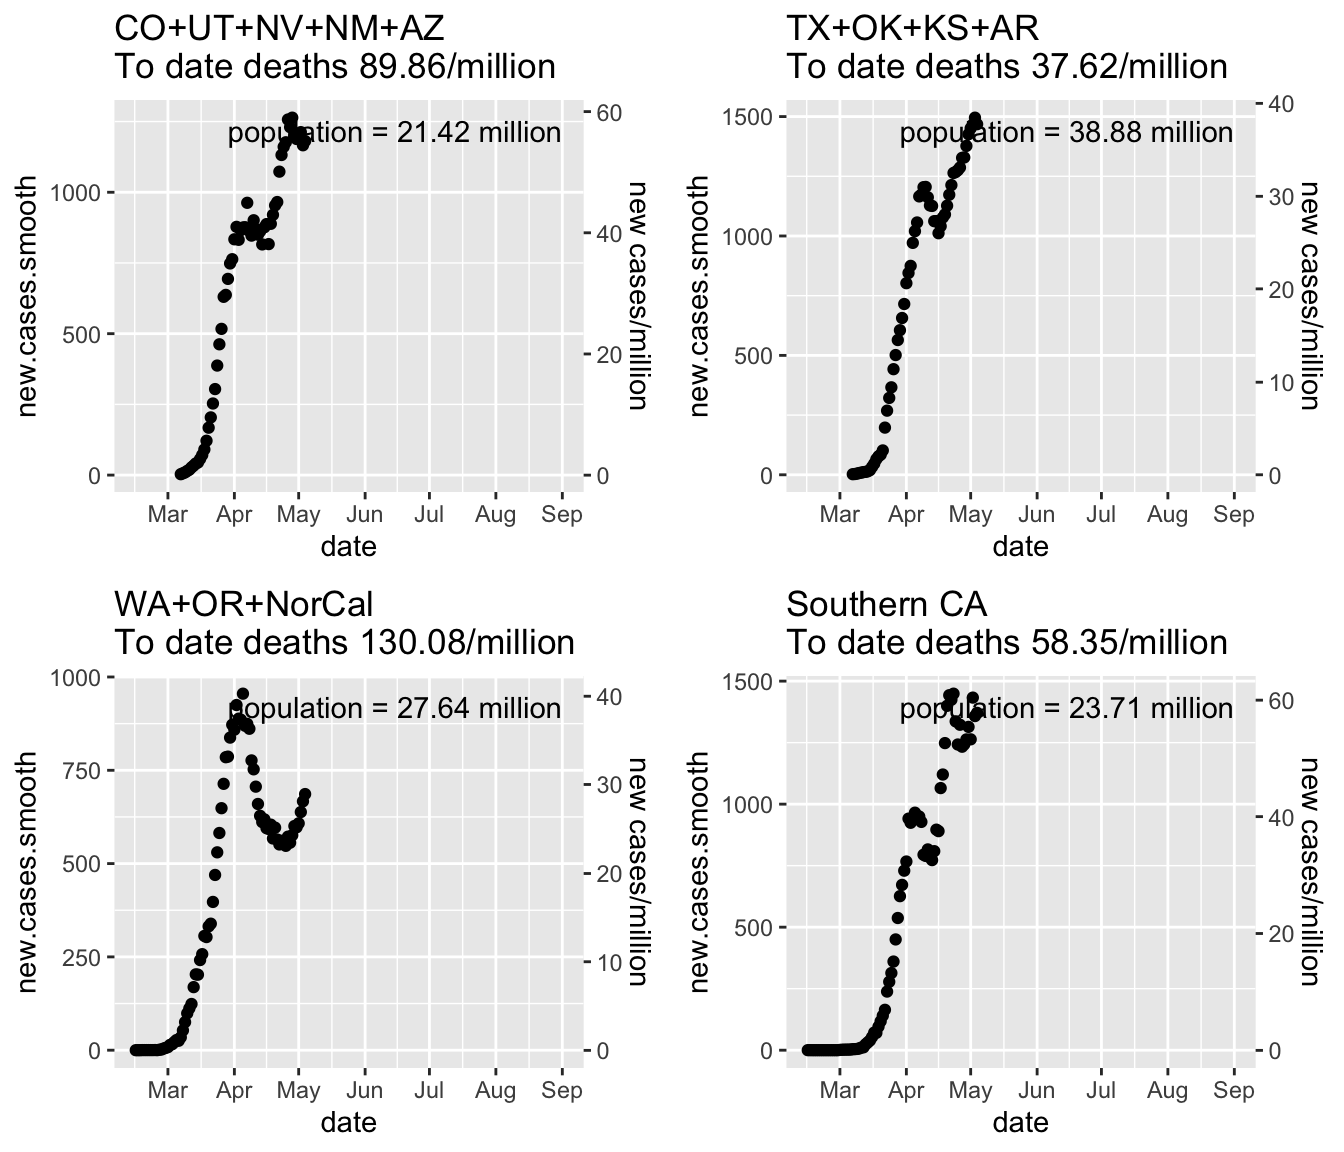 CO+UT+NV+NM+AZ
To date deaths 89.86/million
population = 21.42 million
new.cases.smooth
1000
500
0
60
40
20
0
new cases/million
Mar Apr May Jun Jul Aug Sep
date
TX+OK+KS+AR
To date deaths 37.62/million
population = 38.88 million
new.cases.smooth
1500
1000
500
0
40
30
20
10
0
new cases/million
Mar Apr May Jun Jul Aug Sep
date
WA+OR+NorCal
To date deaths 130.08/million
population = 27.64 million
new.cases.smooth
1000
750
500
250
0
40
30
20
10
0
new cases/million
Mar Apr May Jun Jul Aug Sep
date
Southern CA
To date deaths 58.35/million
population = 23.71 million
new.cases.smooth
1500
1000
500
0
60
40
20
0
new cases/million
Mar Apr May Jun Jul Aug Sep
date